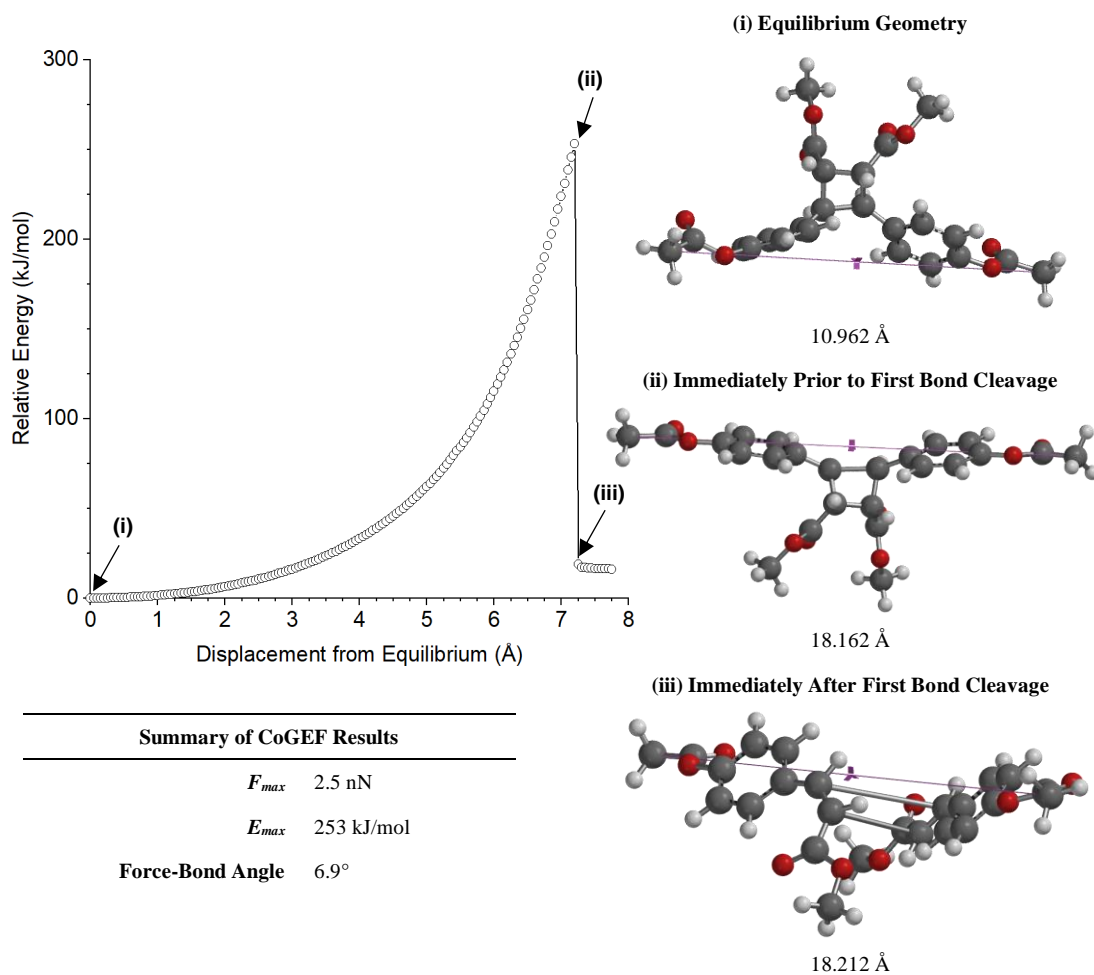 (i) Equilibrium Geometry
10.962 Å
(ii) Immediately Prior to First Bond Cleavage
18.162 Å
(iii) Immediately After First Bond Cleavage
18.212 Å
300
200
100
0
Relative Energy (kJ/mol)
(i)
(ii)
(iii)
0 1 2 3 4 5 6 7 8
Displacement from Equilibrium (Å)
Summary of CoGEF Results
Fmax 2.5 nN
Emax 253 kJ/mol
Force-Bond Angle 6.9°